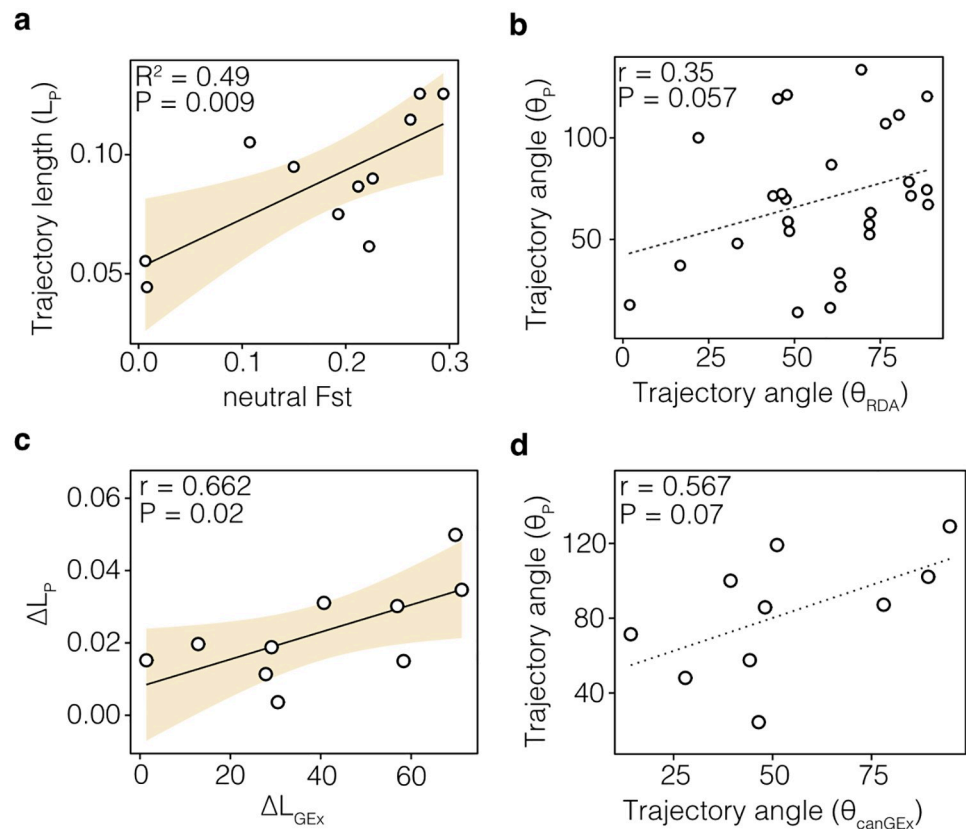 a
R² = 0.49
P = 0.009
Trajectory length (L_P)
0.10
0.05
0.0 0.1 0.2 0.3
neutral Fst
b
r = 0.35
P = 0.057
Trajectory angle (θ_P)
100
50
0 25 50 75
Trajectory angle (θ_RDA)
c
r = 0.662
P = 0.02
ΔL_P
0.06
0.04
0.02
0.00
0 20 40 60
ΔL_GEx
d
r = 0.567
P = 0.07
Trajectory angle (θ_P)
120
80
40
25 50 75
Trajectory angle (θ_canGEx)